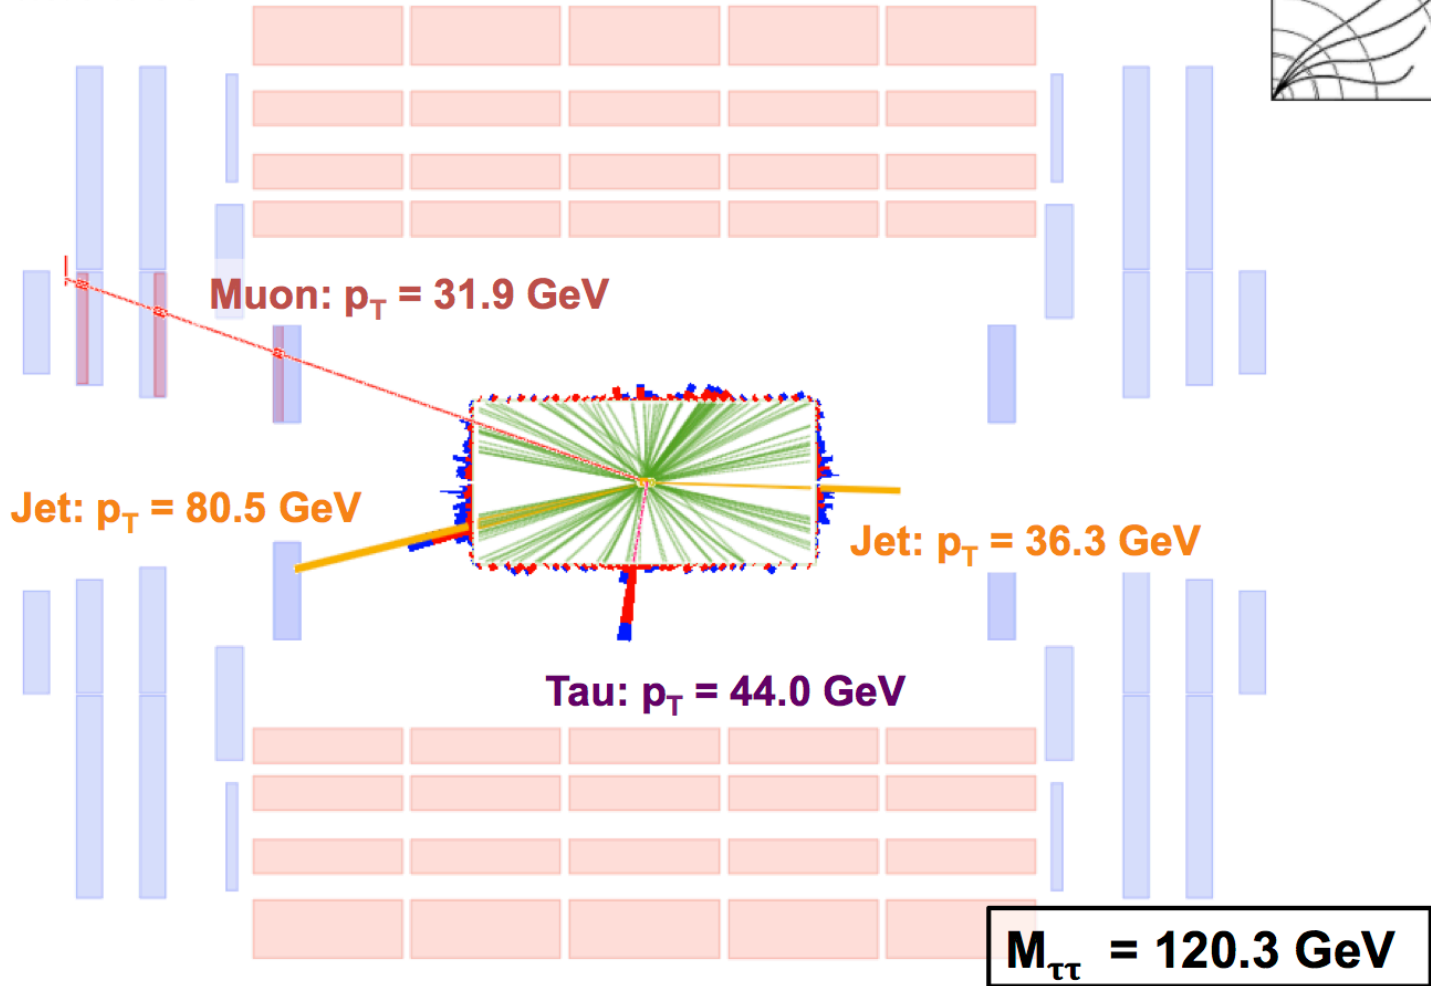 Muon: pT = 31.9 GeV
Jet: pT = 80.5 GeV
Jet: pT = 36.3 GeV
Tau: pT = 44.0 GeV
Mττ = 120.3 GeV